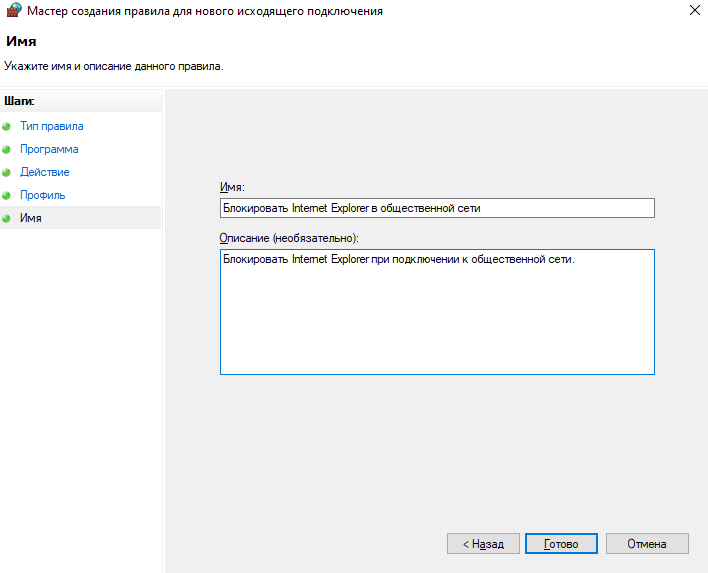 Мастер создания правила для нового исходящего подключения
Имя
Укажите имя и описание данного правила.
Шаги:
Тип правила
Программа
Действие
Профиль
Имя
Имя:
Блокировать Internet Explorer в общественной сети
Описание (необязательно):
Блокировать Internet Explorer при подключении к общественной сети.
< Назад
Готово
Отмена